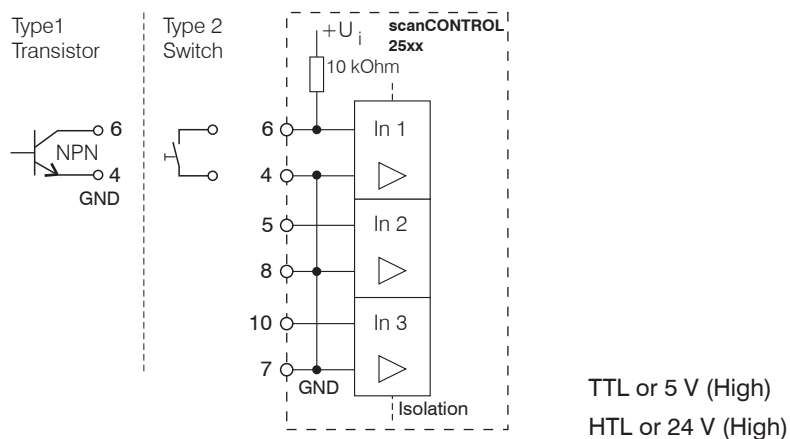 Type1
Transistor
Type 2
Switch
+U i
scanCONTROL
25xx
10 kOhm
6
NPN
4
GND
6
In 1
4
5
In 2
8
10
In 3
7
GND
Isolation
TTL or 5 V (High)
HTL or 24 V (High)